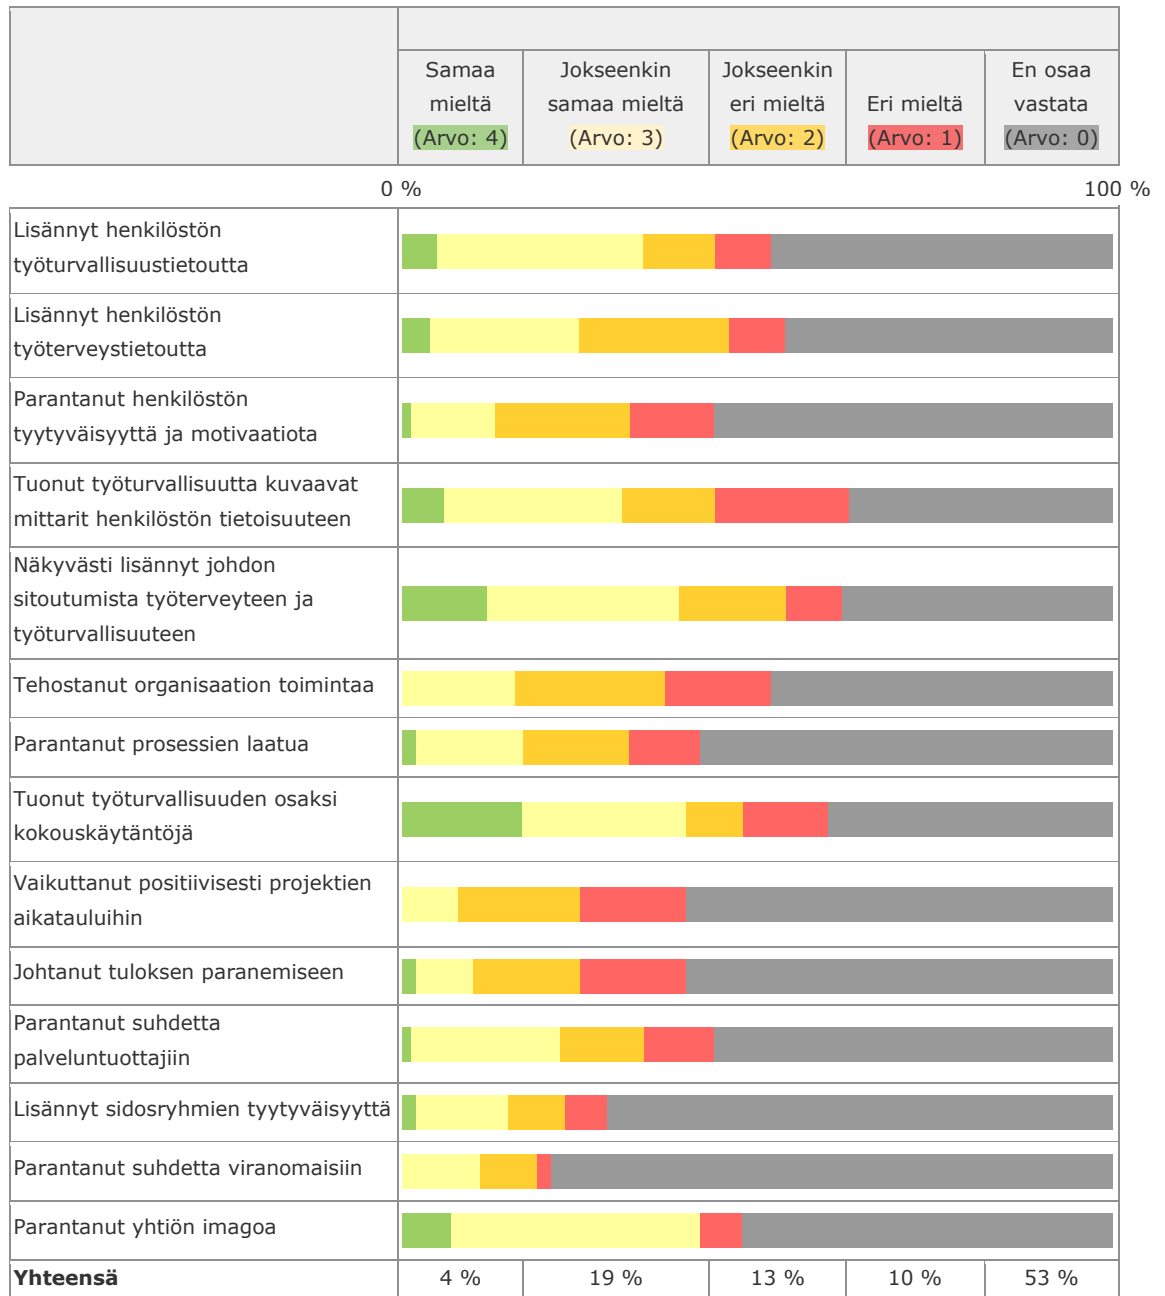 Samaa
mieltä
(Arvo: 4)
Jokseenkin
samaa mieltä
(Arvo: 3)
Jokseenkin
eri mieltä
(Arvo: 2)
Eri mieltä
(Arvo: 1)
En osaa
vastata
(Arvo: 0)
0 %
100 %
Lisännyt henkilöstön
työturvallisuustietoutta
Lisännyt henkilöstön
työterveystietoutta
Parantanut henkilöstön
tyytyväisyyttä ja motivaatiota
Tuonut työturvallisuutta kuvaavat
mittarit henkilöstön tietoisuuteen
Näkyvästi lisännyt johdon
sitoutumista työterveyteen ja
työturvallisuuteen
Tehostanut organisaation toimintaa
Parantanut prosessien laatua
Tuonut työturvallisuuden osaksi
kokouskäytäntöjä
Vaikuttanut positiivisesti projektien
aikatauluihin
Johtanut tuloksen paranemiseen
Parantanut suhdetta
palveluntuottajiin
Lisännyt sidosryhmien tyytyväisyyttä
Parantanut suhdetta viranomaisiin
Parantanut yhtiön imagoa
Yhteensä 4 % 19 % 13 % 10 % 53 %